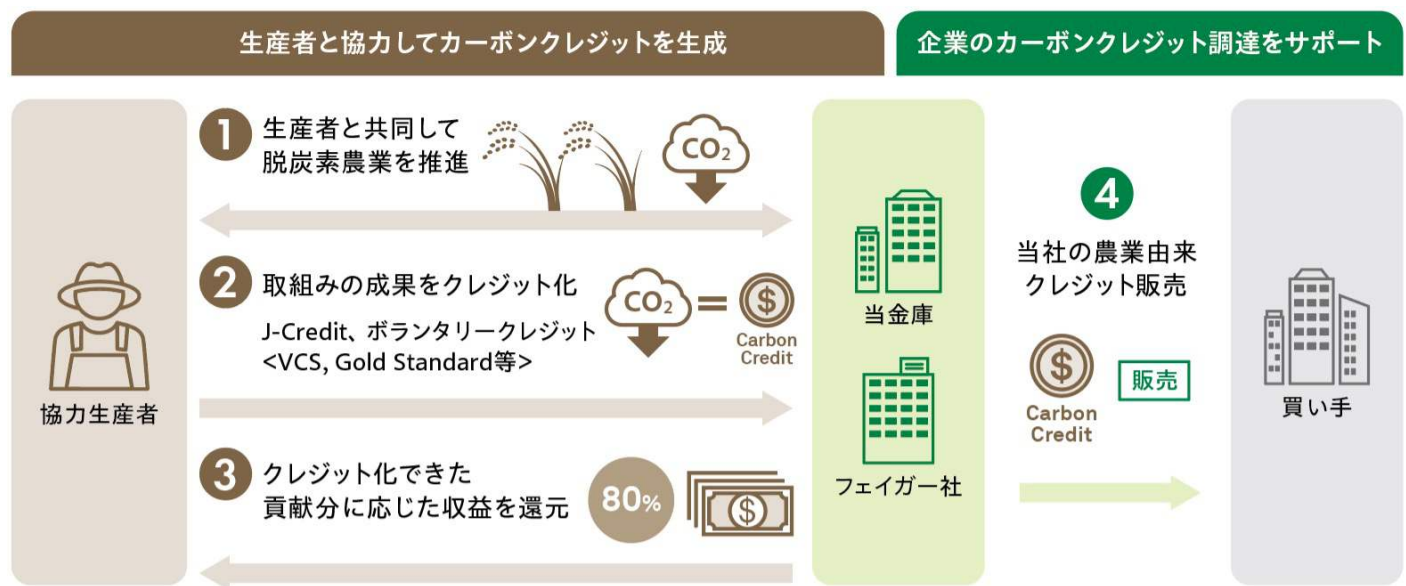 生産者と協力してカーボンクレジットを生成
企業のカーボンクレジット調達をサポート
協力生産者
1
生産者と共同して
脱炭素農業を推進
CO₂
2
取組みの成果をクレジット化
J-Credit、ボランタリークレジット
<VCS, Gold Standard等>
CO₂
=
$
Carbon
Credit
3
クレジット化できた
貢献分に応じた収益を還元
80%
$
当金庫
フェイガー社
4
当社の農業由来
クレジット販売
$
Carbon
Credit
販売
買い手